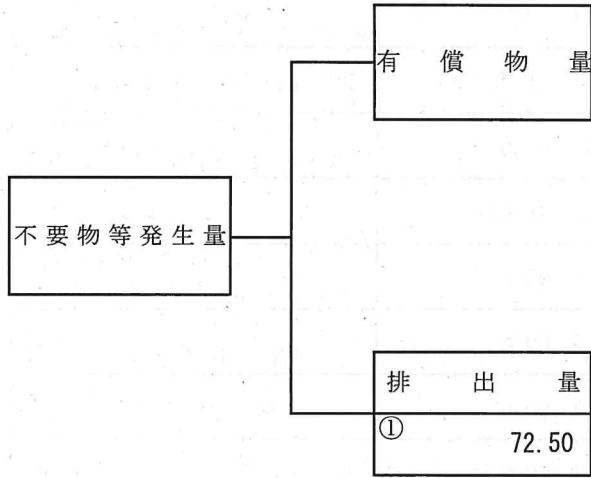 有償物量
不要物等発生量
排出量
①
72.50